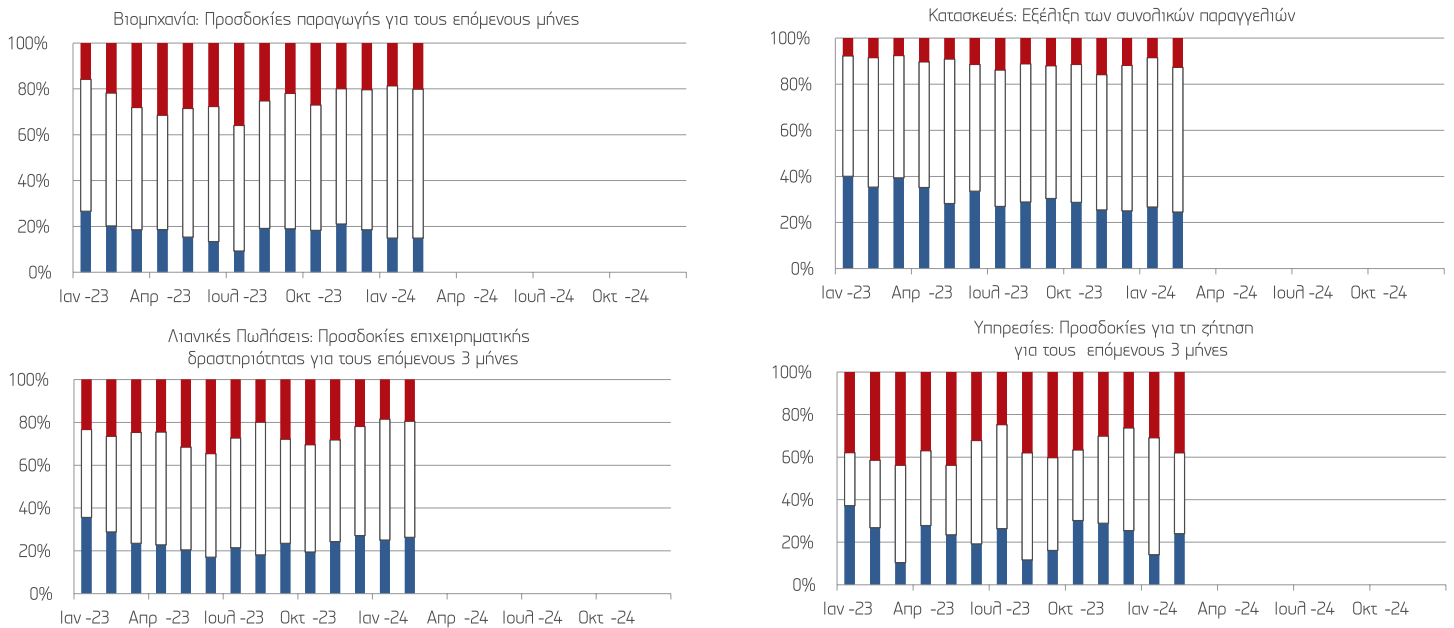 Βιομηχανία: Προσδοκίες παραγωγής για τους επόμενους μήνες
100%
80%
60%
40%
20%
0%
Ιαν -23 Απρ -23 Ιουλ -23 Οκτ -23 Ιαν -24 Απρ -24 Ιουλ -24 Οκτ -24
Κατασκευές: Εξέλιξη των συνολικών παραγγελιών
100%
80%
60%
40%
20%
0%
Ιαν -23 Απρ -23 Ιουλ -23 Οκτ -23 Ιαν -24 Απρ -24 Ιουλ -24 Οκτ -24
Λιανικές Πωλήσεις: Προσδοκίες επιχειρηματικής
δραστηριότητας για τους επόμενους 3 μήνες
100%
80%
60%
40%
20%
0%
Ιαν -23 Απρ -23 Ιουλ -23 Οκτ -23 Ιαν -24 Απρ -24 Ιουλ -24 Οκτ -24
Υπηρεσίες: Προσδοκίες για τη ζήτηση
για τους επόμενους 3 μήνες
100%
80%
60%
40%
20%
0%
Ιαν -23 Απρ -23 Ιουλ -23 Οκτ -23 Ιαν -24 Απρ -24 Ιουλ -24 Οκτ -24